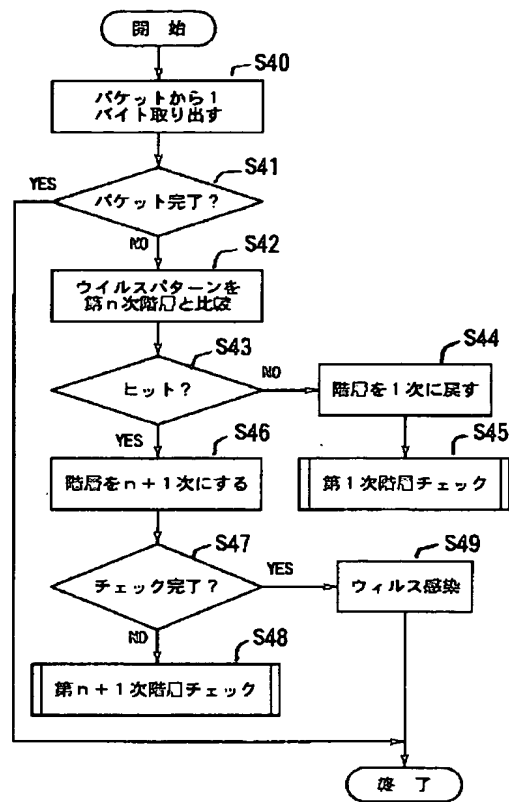 開 始
S40
パケットから1
バイト取り出す
S41
YES
パケット完了?
NO
S42
ウイルスパターンを
第n次階層と比較
S43
ヒット?
NO
S44
階層を1次に戻す
YES
S46
S45
階層をn+1次にする
第1次階層チェック
S47
S49
チェック完了?
YES
ウィルス感染
NO
S48
第n+1次階層チェック
終 了